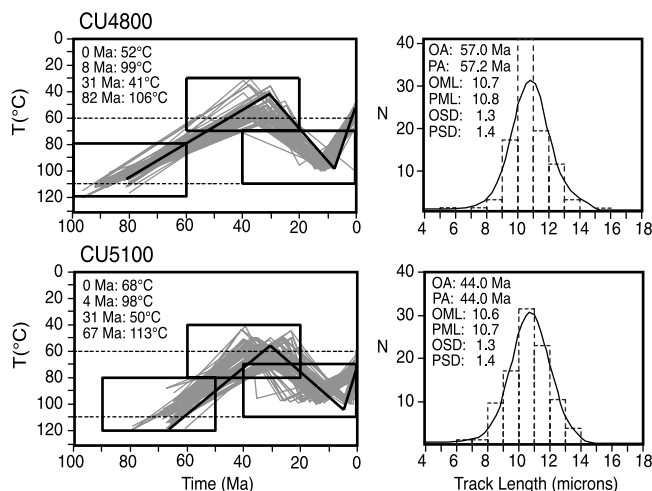 CU4800
0
20
40
60
80
100
120
T(°C)
0 Ma: 52°C
8 Ma: 99°C
31 Ma: 41°C
82 Ma: 106°C
100 80 60 40 20 0
40
30
20
10
N
OA: 57.0 Ma
PA: 57.2 Ma
OML: 10.7
PML: 10.8
OSD: 1.3
PSD: 1.4
4 6 8 10 12 14 16 18
CU5100
0
20
40
60
80
100
120
T(°C)
0 Ma: 68°C
4 Ma: 98°C
31 Ma: 50°C
67 Ma: 113°C
100 80 60 40 20 0
Time (Ma)
40
30
20
10
N
OA: 44.0 Ma
PA: 44.0 Ma
OML: 10.6
PML: 10.7
OSD: 1.3
PSD: 1.4
4 6 8 10 12 14 16 18
Track Length (microns)